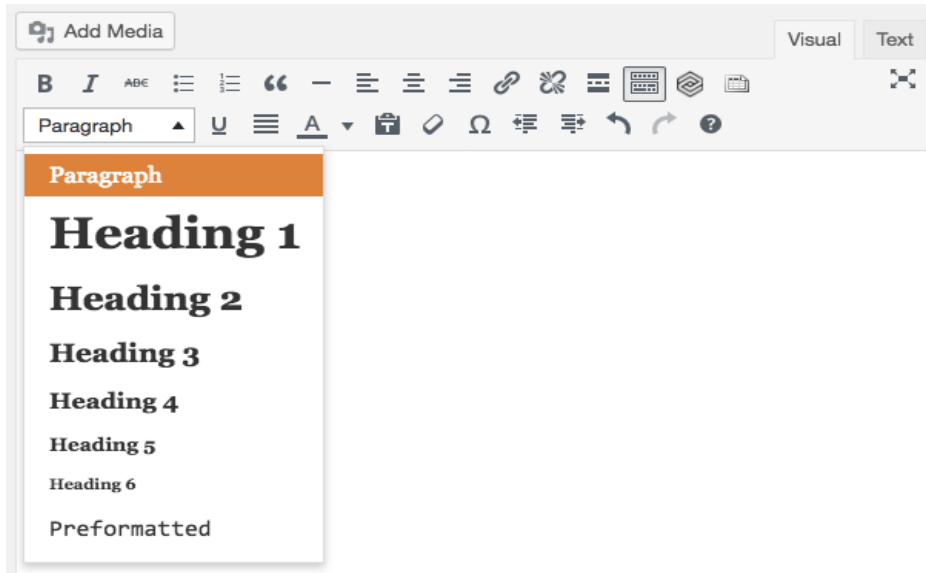 Add Media
Visual Text
B I ABE
Paragraph U A Ω ?
Paragraph
Heading 1
Heading 2
Heading 3
Heading 4
Heading 5
Heading 6
Preformatted